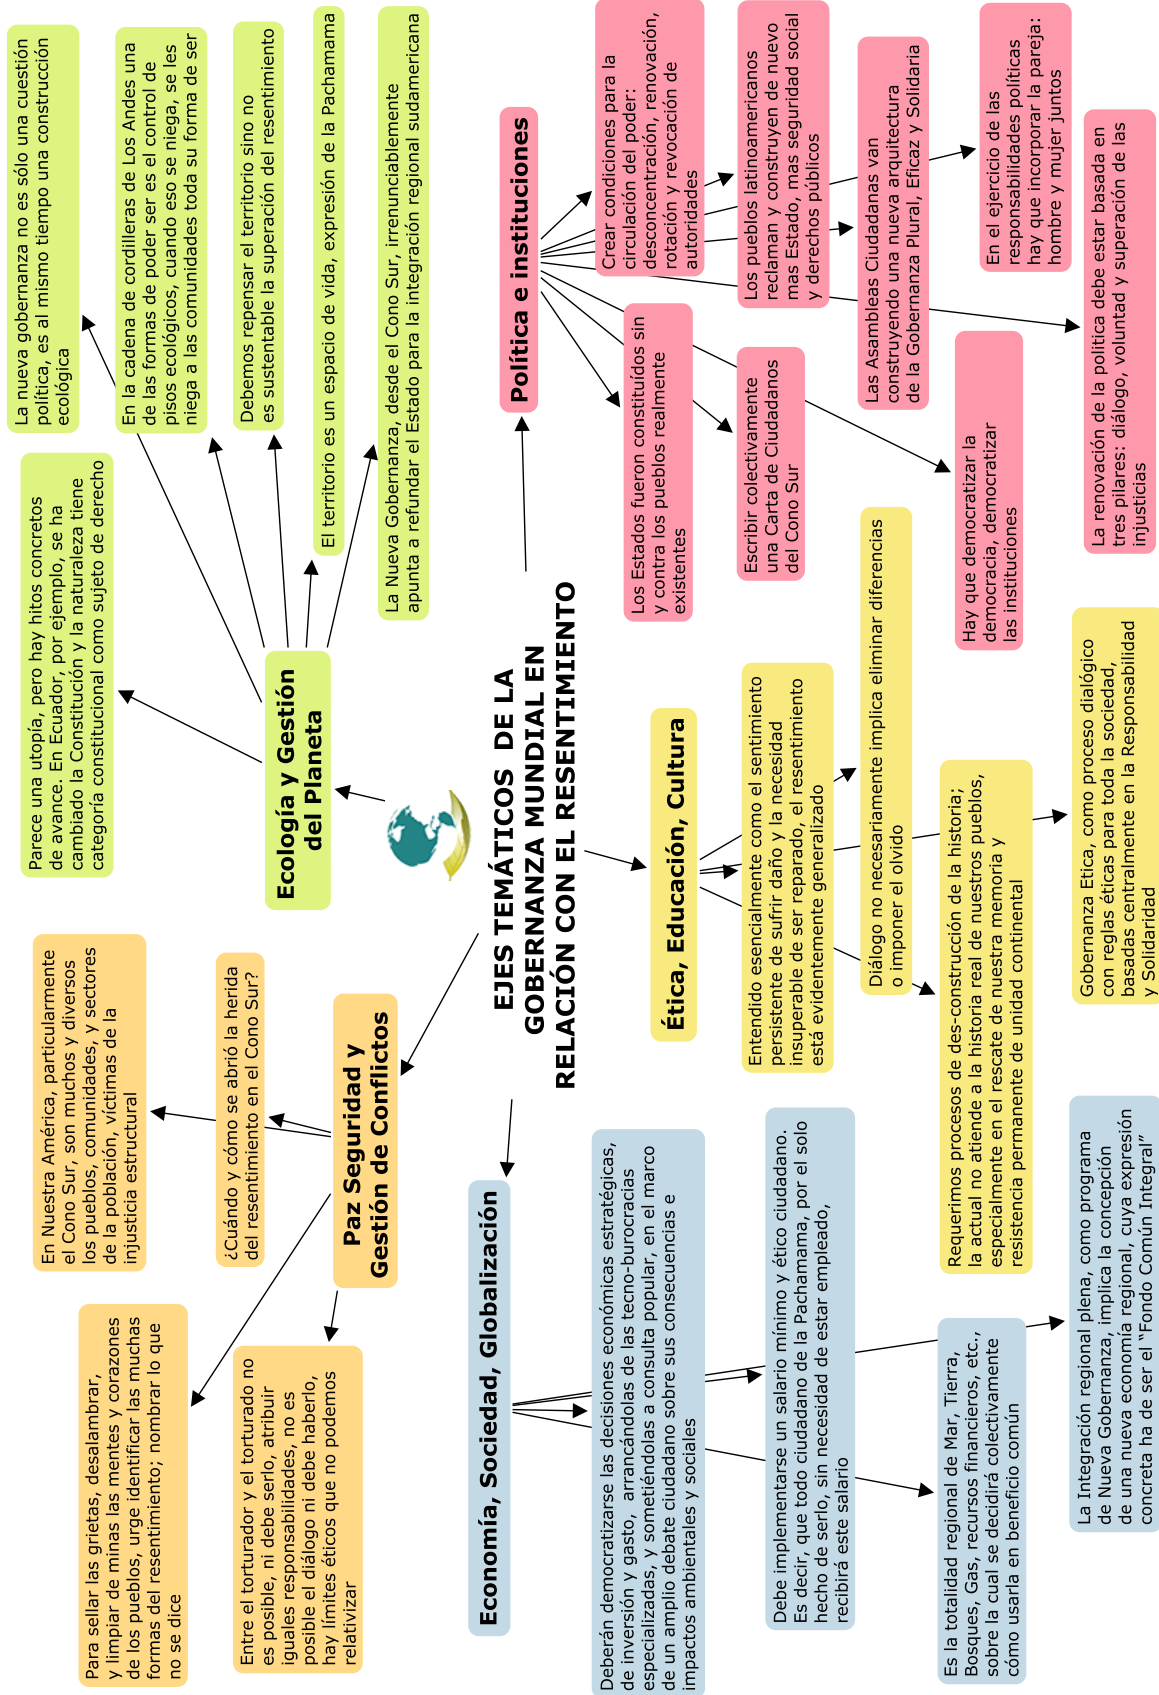 EJES TEMÁTICOS DE LA
GOBERNANZA MUNDIAL EN
RELACIÓN CON EL RESENTIMIENTO
Paz Seguridad y
Gestión de Conflictos
Para sellar las grietas, desalambrar,
y limpiar de minas las mentes y corazones
de los pueblos, urge identificar las muchas
formas del resentimiento; nombrar lo que
no se dice
En Nuestra América, particularmente
el Cono Sur, son muchos y diversos
los pueblos, comunidades, y sectores
de la población, víctimas de la
injusticia estructural
¿Cuándo y cómo se abrió la herida
del resentimiento en el Cono Sur?
Entre el torturador y el torturado no
es posible, ni debe serlo, atribuir
iguales responsabilidades, no es
posible el diálogo ni debe haberlo,
hay límites éticos que no podemos
relativizar
Ecología y Gestión
del Planeta
Parece una utopía, pero hay hitos concretos
de avance. En Ecuador, por ejemplo, se ha
cambiado la Constitución y la naturaleza tiene
categoría constitucional como sujeto de derecho
La nueva gobernanza no es sólo una cuestión
política, es al mismo tiempo una construcción
ecológica
En la cadena de cordilleras de Los Andes una
de las formas de poder ser es el control de
pisos ecológicos, cuando eso se niega, se les
niega a las comunidades toda su forma de ser
Debemos repensar el territorio sino no
es sustentable la superación del resentimiento
El territorio es un espacio de vida, expresión de la Pachamama
La Nueva Gobernanza, desde el Cono Sur, irrenunciablemente
apunta a refundar el Estado para la integración regional sudamericana
Economía, Sociedad, Globalización
Deberán democratizarse las decisiones económicas estratégicas,
de inversión y gasto, arrancándolas de las tecno-burocracias
especializadas, y sometiéndolas a consulta popular, en el marco
de un amplio debate ciudadano sobre sus consecuencias e
impactos ambientales y sociales
Debe implementarse un salario mínimo y ético ciudadano.
Es decir, que todo ciudadano de la Pachamama, por el solo
hecho de serlo, sin necesidad de estar empleado,
recibirá este salario
Es la totalidad regional de Mar, Tierra,
Bosques, Gas, recursos financieros, etc.,
sobre la cual se decidirá colectivamente
cómo usarla en beneficio común
La Integración regional plena, como programa
de Nueva Gobernanza, implica la concepción
de una nueva economía regional, cuya expresión
concreta ha de ser el “Fondo Común Integral”
Ética, Educación, Cultura
Entendido esencialmente como el sentimiento
persistente de sufrir daño y la necesidad
insuperable de ser reparado, el resentimiento
está evidentemente generalizado
Diálogo no necesariamente implica eliminar diferencias
o imponer el olvido
Requerimos procesos de des-construcción de la historia;
la actual no atiende a la historia real de nuestros pueblos,
especialmente en el rescate de nuestra memoria y
resistencia permanente de unidad continental
Gobernanza Etica, como proceso dialógico
con reglas éticas para toda la sociedad,
basadas centralmente en la Responsabilidad
y Solidaridad
Política e instituciones
Crear condiciones para la
circulación del poder:
desconcentración, renovación,
rotación y revocación de
autoridades
Los Estados fueron constituídos sin
y contra los pueblos realmente
existentes
Los pueblos latinoamericanos
reclaman y construyen de nuevo
mas Estado, mas seguridad social
y derechos públicos
Escribir colectivamente
una Carta de Ciudadanos
del Cono Sur
Las Asambleas Ciudadanas van
construyendo una nueva arquitectura
de la Gobernanza Plural, Eficaz y Solidaria
Hay que democratizar la
democracia, democratizar
las instituciones
En el ejercicio de las
responsabilidades políticas
hay que incorporar la pareja:
hombre y mujer juntos
La renovación de la política debe estar basada en
tres pilares: diálogo, voluntad y superación de las
injusticias